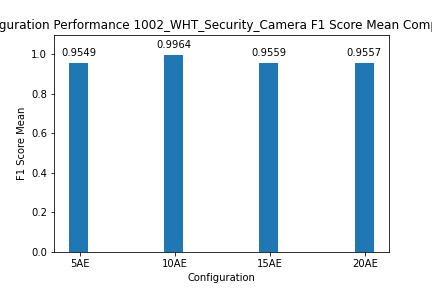 guration Performance 1002_WHT_Security_Camera F1 Score Mean Comp
0.9549 0.9964 0.9559 0.9557
1.0
0.8
0.6
0.4
0.2
0.0
F1 Score Mean
5AE 10AE 15AE 20AE
Configuration